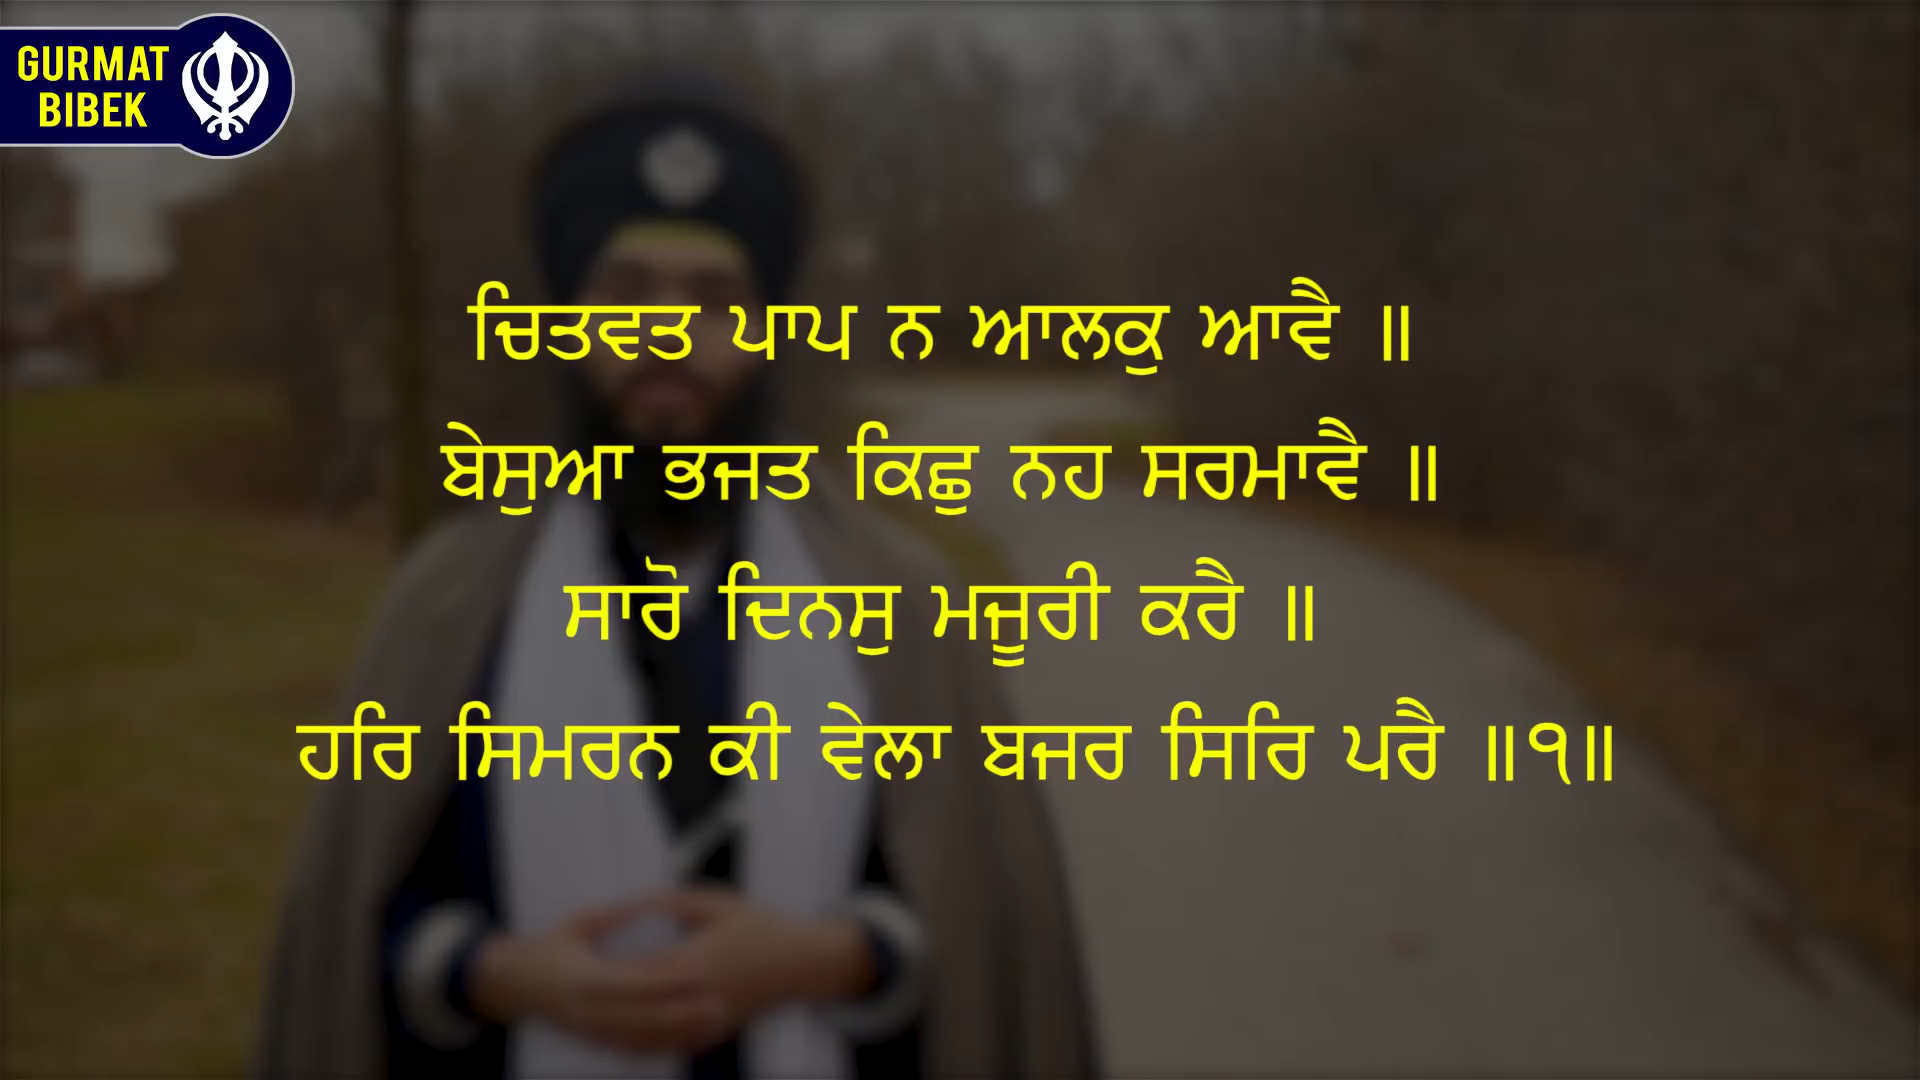 GURMAT
BIBEK
ਚਿਤਵਤ ਪਾਪ ਨ ਆਲਕੁ ਆਵੈ ॥
ਬੇਸੁਆ ਭਜਤ ਕਿਛੁ ਨਹ ਸਰਮਾਵੈ ॥
ਸਾਰੋ ਦਿਨਸੁ ਮਜੂਰੀ ਕਰੈ ॥
ਹਰਿ ਸਿਮਰਨ ਕੀ ਵੇਲਾ ਬਜਰ ਸਿਰਿ ਪਰੈ ॥੧॥